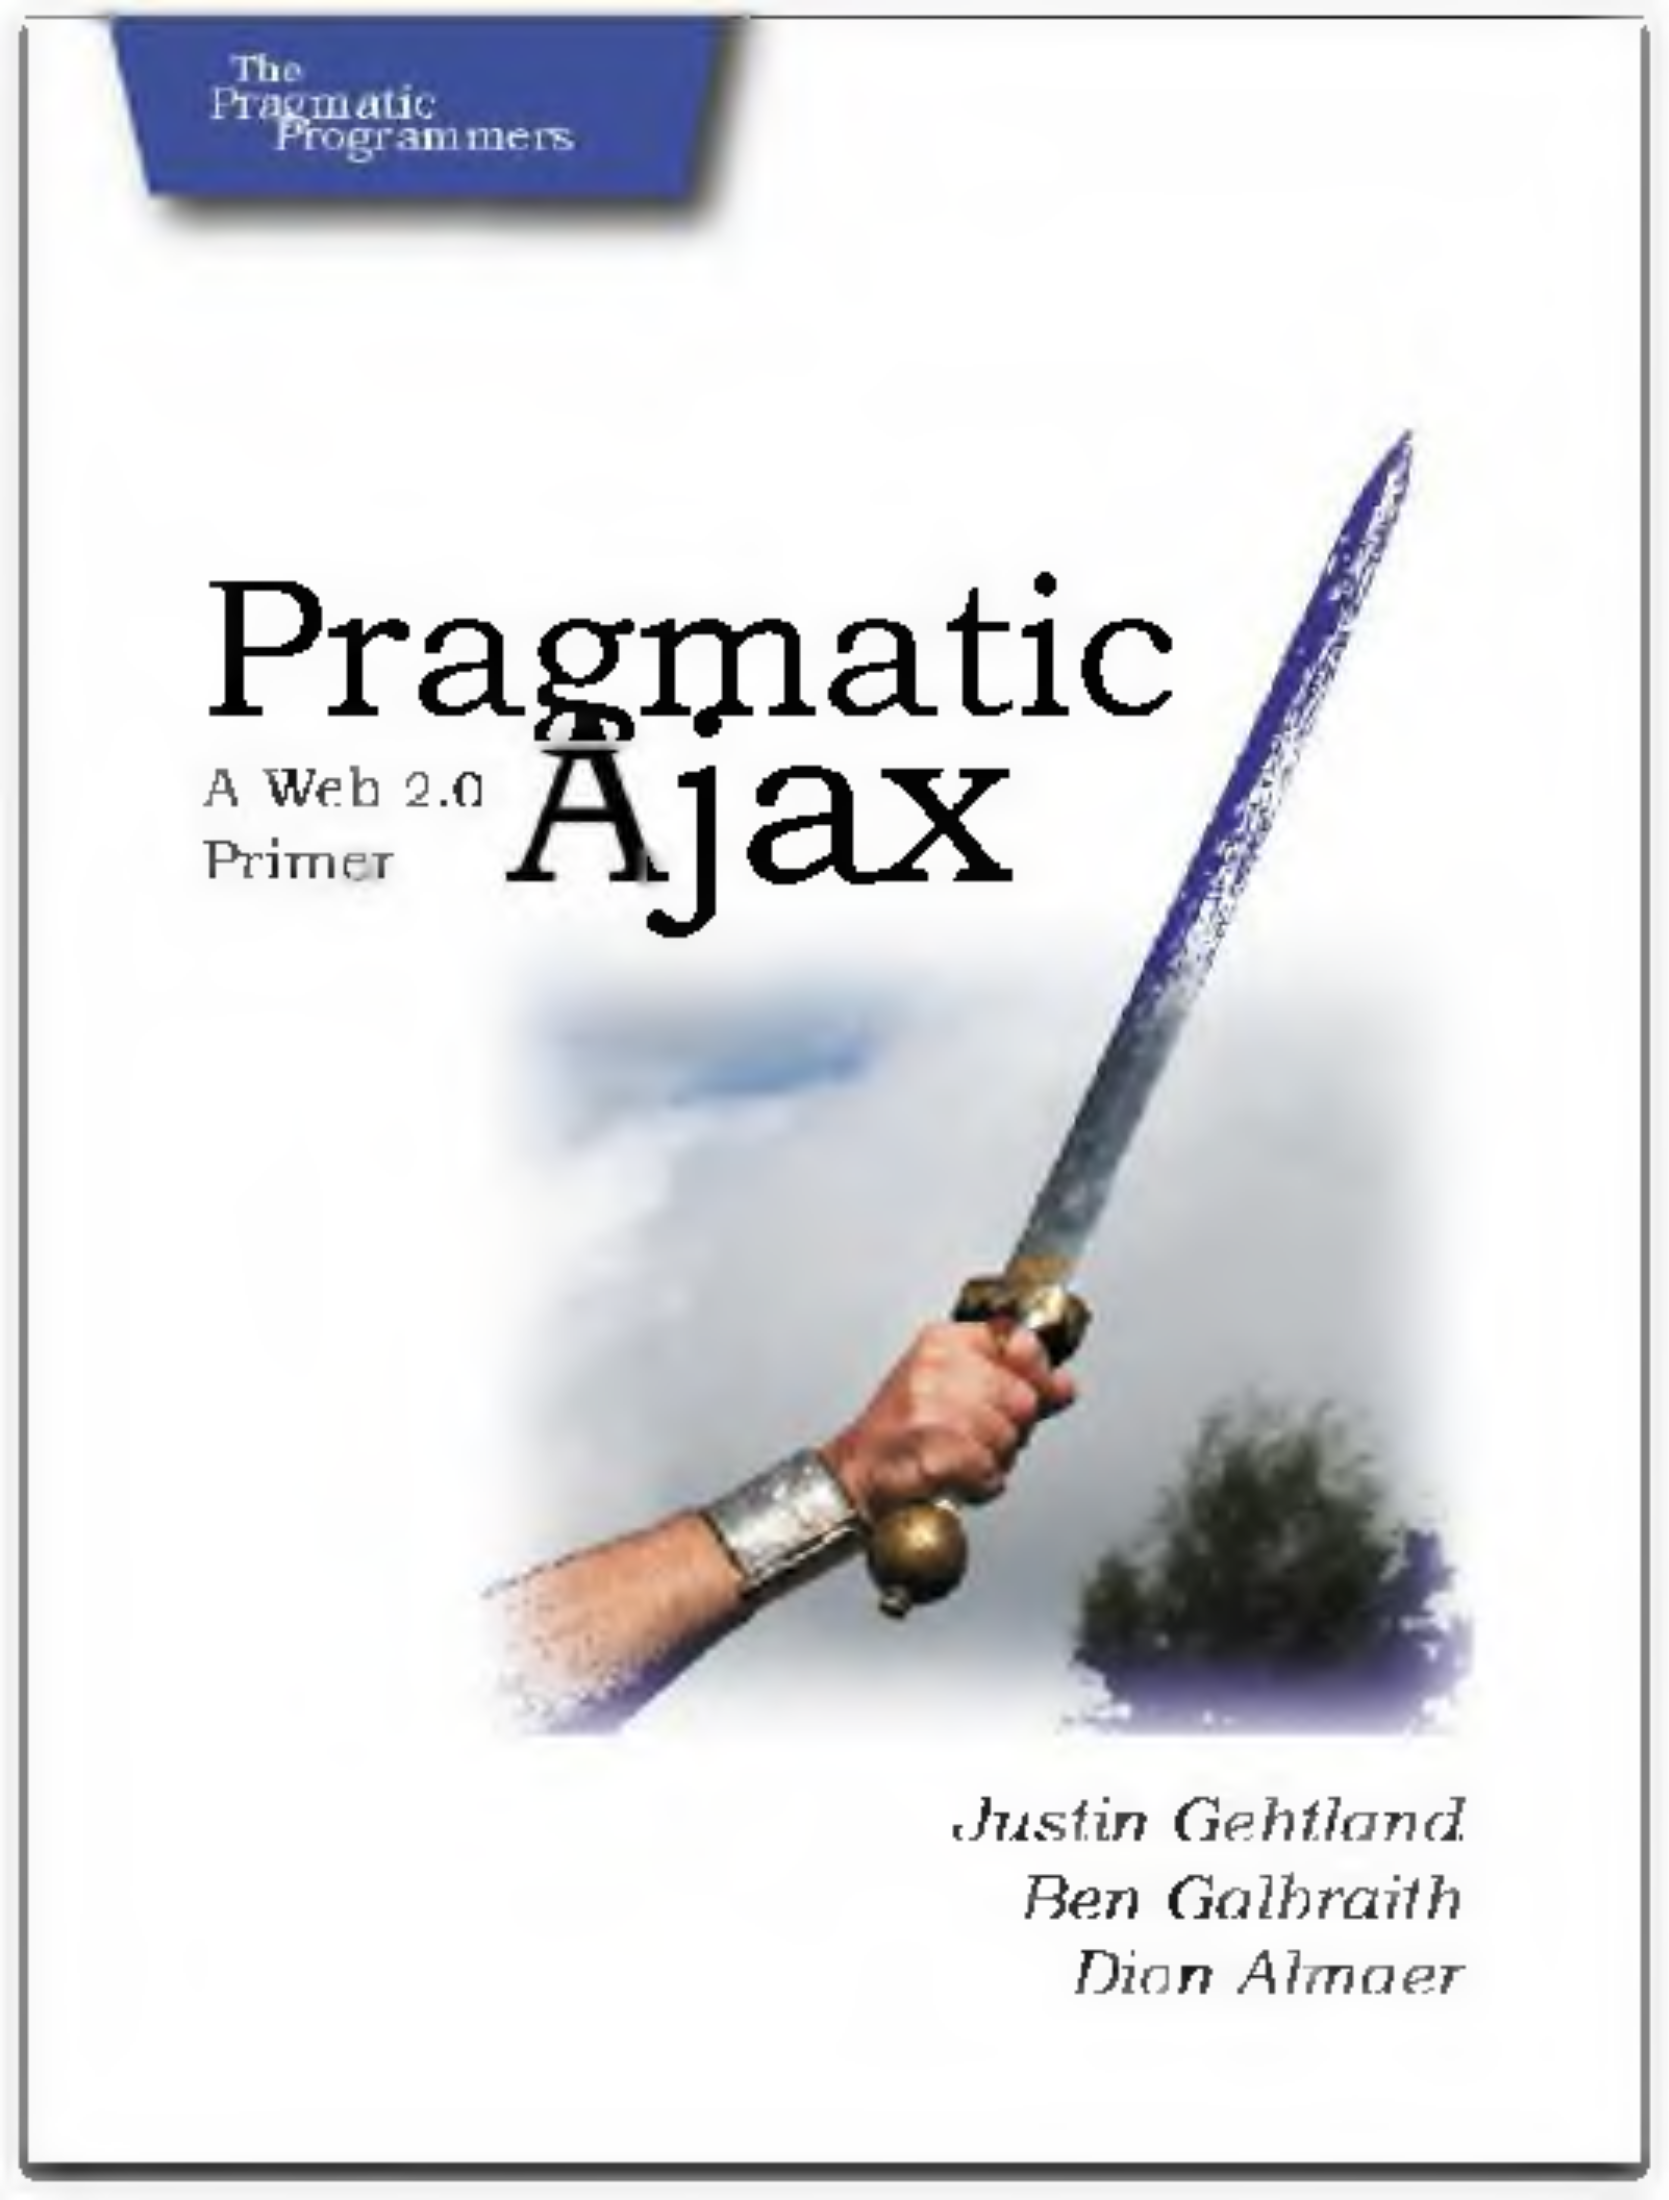 The
Pragmatic
Programmers
Pragmatic
Ajax
A Web 2.0
Primer
Justin Gehtland
Ben Galbraith
Dion Almaer